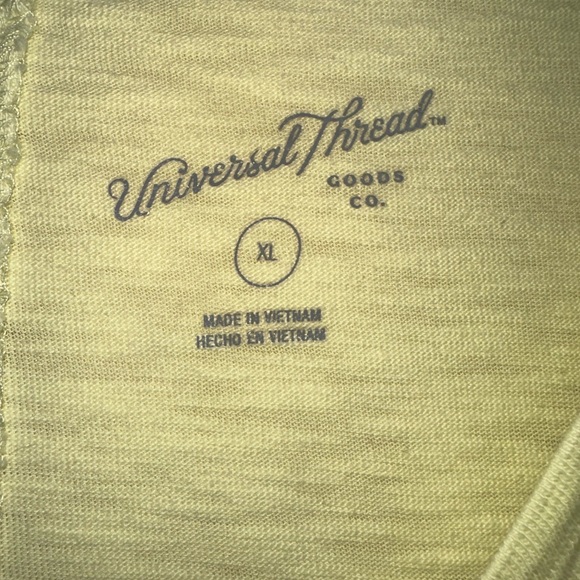 Universal Thread™
GOODS
CO.
XL
MADE IN VIETNAM
HECHO EN VIETNAM